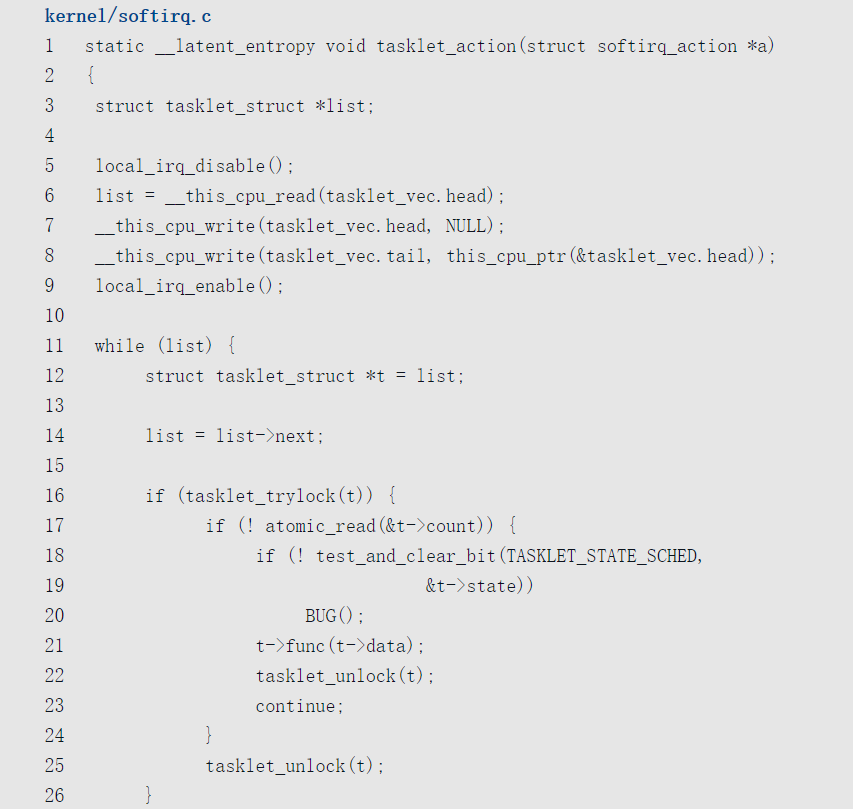 kernel/softirq.c
1 static __latent_entropy void tasklet_action(struct softirq_action *a)
2 {
3 struct tasklet_struct *list;
4
5 local_irq_disable();
6 list = __this_cpu_read(tasklet_vec.head);
7 __this_cpu_write(tasklet_vec.head, NULL);
8 __this_cpu_write(tasklet_vec.tail, this_cpu_ptr(&tasklet_vec.head));
9 local_irq_enable();
10
11 while (list) {
12 struct tasklet_struct *t = list;
13
14 list = list->next;
15
16 if (tasklet_trylock(t)) {
17 if (! atomic_read(&t->count)) {
18 if (! test_and_clear_bit(TASKLET_STATE_SCHED,
19 &t->state))
20 BUG();
21 t->func(t->data);
22 tasklet_unlock(t);
23 continue;
24 }
25 tasklet_unlock(t);
26 }